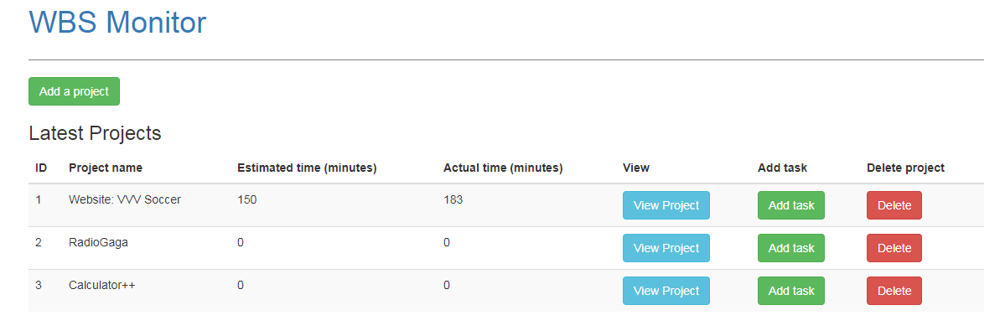 WBS Monitor
Add a project
Latest Projects
ID Project name Estimated time (minutes) Actual time (minutes) View Add task Delete project
1 Website: VVV Soccer 150 183 View Project Add task Delete
2 RadioGaga 0 0 View Project Add task Delete
3 Calculator++ 0 0 View Project Add task Delete